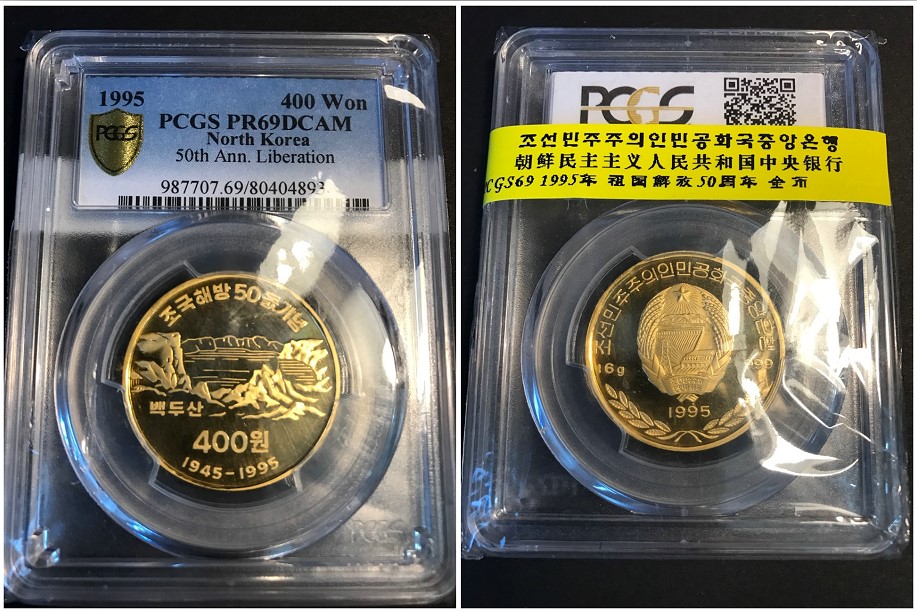 1995
400 Won
PCGS PR69DCAM
PCGS
North Korea
50th Ann. Liberation
987707.69/80404893
조국해방50돐기념
백두산
400원
1945-1995
PCGS
PCGS
조선민주주의인민공화국중앙은행
朝鲜民主主义人民共和国中央银行
PCGS69 1995年 祖国解放50周年 金币
조선민주주의인민공화국중앙은행
16g
999
1995